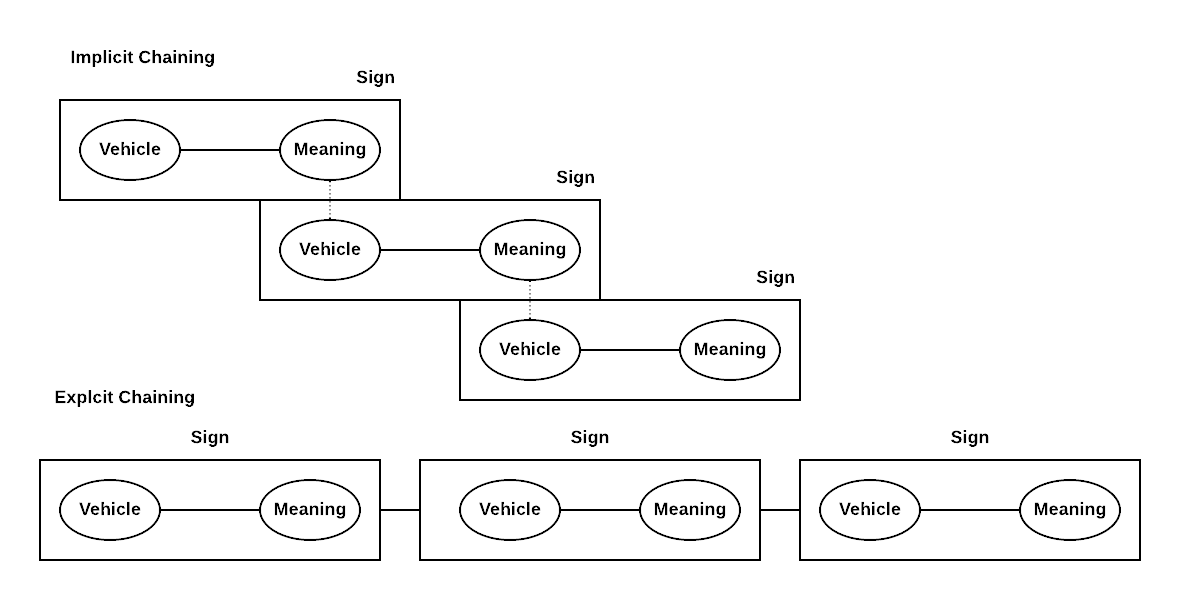 Implicit Chaining
Sign
Vehicle Meaning
Sign
Vehicle Meaning
Sign
Vehicle Meaning
Explcit Chaining
Sign Sign Sign
Vehicle Meaning Vehicle Meaning Vehicle Meaning